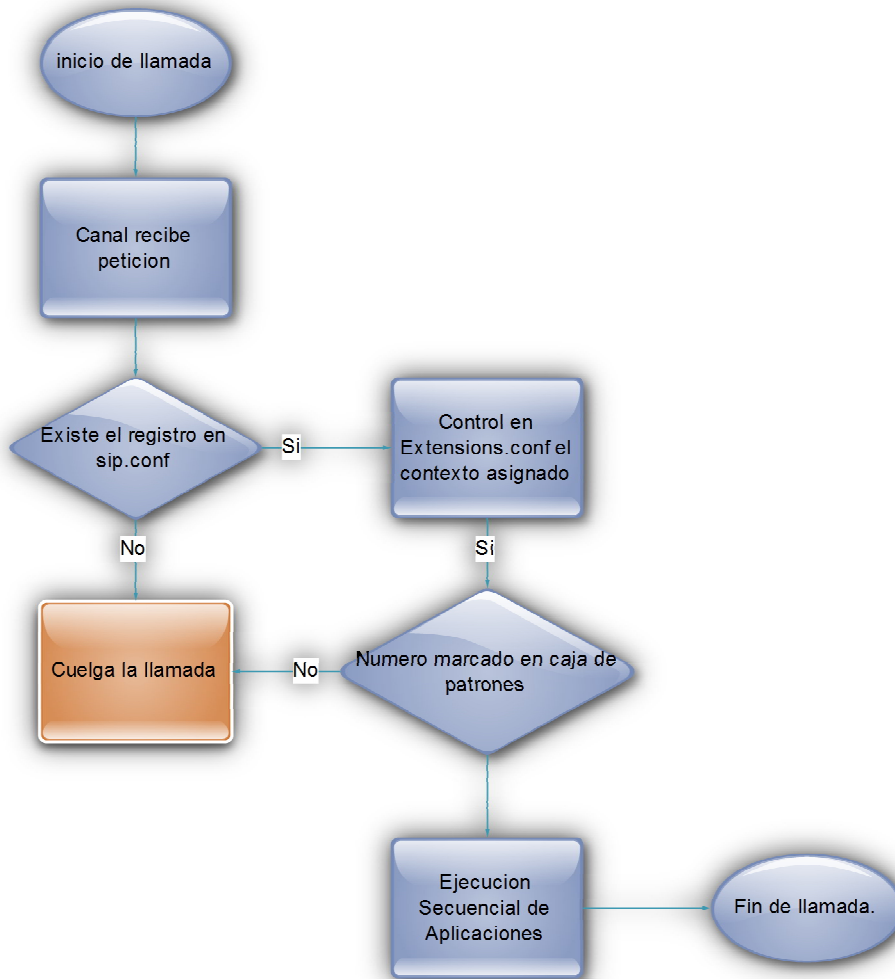 inicio de llamada
Canal recibe
peticion
Existe el registro en
sip.conf
Si
Control en
Extensions.conf el
contexto asignado
No
Si
Cuelga la llamada
No
Numero marcado en caja de
patrones
Ejecucion
Secuencial de
Aplicaciones
Fin de llamada.